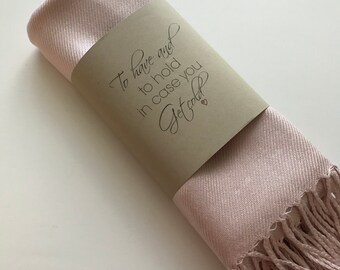 To have and
to hold
in case you
Get cold